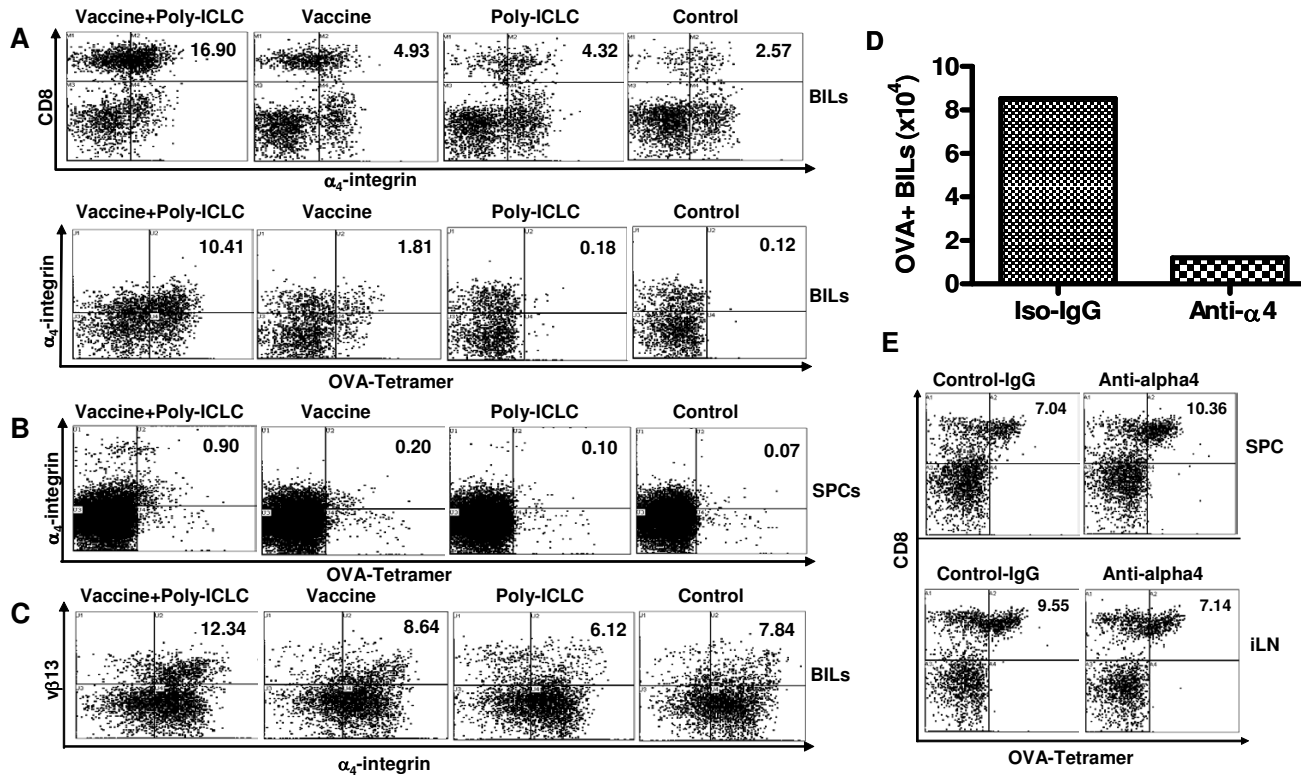 A
Vaccine+Poly-ICLC Vaccine Poly-ICLC Control
16.90 4.93 4.32 2.57
CD8
BILs
α4-integrin
Vaccine+Poly-ICLC Vaccine Poly-ICLC Control
10.41 1.81 0.18 0.12
α4-integrin
BILs
OVA-Tetramer
B
Vaccine+Poly-ICLC Vaccine Poly-ICLC Control
0.90 0.20 0.10 0.07
α4-integrin
SPCs
OVA-Tetramer
C
Vaccine+Poly-ICLC Vaccine Poly-ICLC Control
12.34 8.64 6.12 7.84
vβ13
BILs
α4-integrin
D
OVA+ BILs (x10⁴)
10
8
6
4
2
0
Iso-IgG Anti-α4
E
Control-IgG Anti-alpha4
7.04 10.36
SPC
CD8
Control-IgG Anti-alpha4
9.55 7.14
iLN
OVA-Tetramer